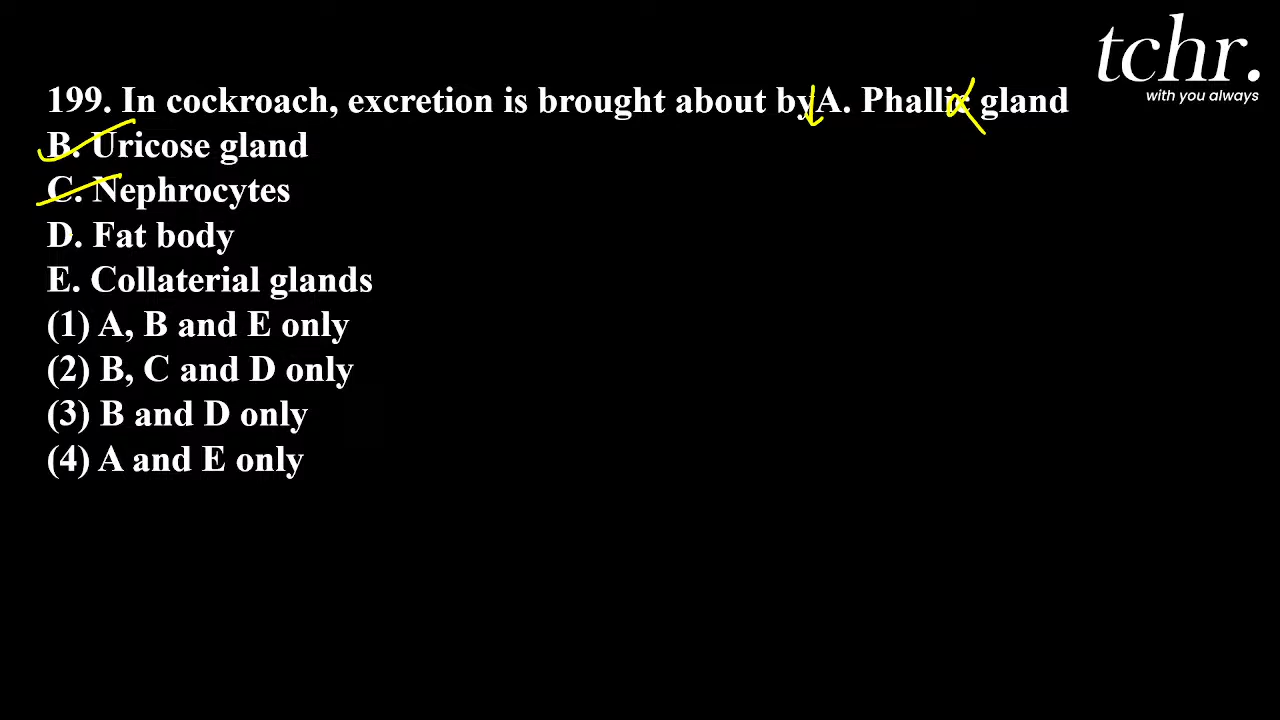 tchr.
with you always
199. In cockroach, excretion is brought about by A. Phallic gland
B. Uricose gland
C. Nephrocytes
D. Fat body
E. Collaterial glands
(1) A, B and E only
(2) B, C and D only
(3) B and D only
(4) A and E only